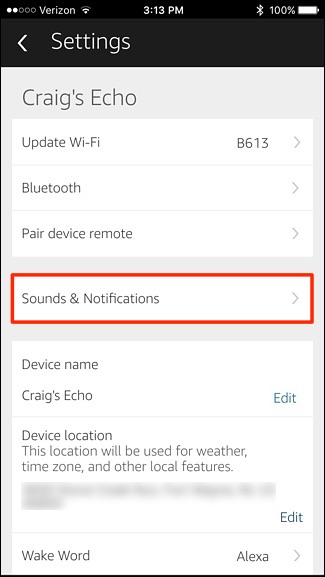 Verizon 3:13 PM 100%
Settings
Craig's Echo
Update Wi-Fi B613
Bluetooth
Pair device remote
Sounds & Notifications
Device name
Craig's Echo Edit
Device location
This location will be used for weather,
time zone, and other local features.
Edit
Wake Word Alexa